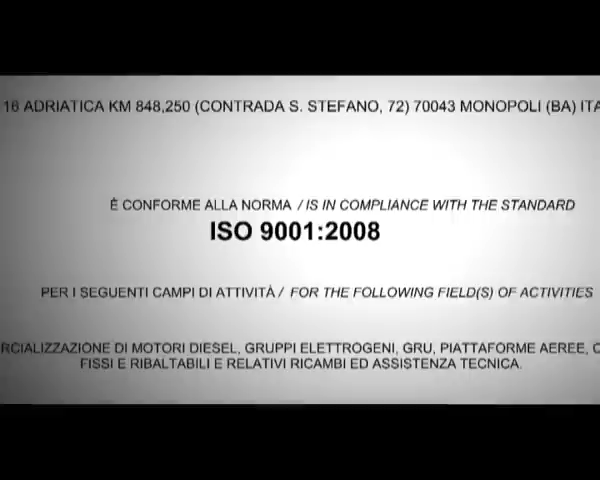 16 ADRIATICA KM 848,250 (CONTRADA S. STEFANO, 72) 70043 MONOPOLI (BA) ITA
È CONFORME ALLA NORMA / IS IN COMPLIANCE WITH THE STANDARD
ISO 9001:2008
PER I SEGUENTI CAMPI DI ATTIVITÀ / FOR THE FOLLOWING FIELD(S) OF ACTIVITIES
RCIALIZZAZIONE DI MOTORI DIESEL, GRUPPI ELETTROGENI, GRU, PIATTAFORME AEREE, C
FISSI E RIBALTABILI E RELATIVI RICAMBI ED ASSISTENZA TECNICA.